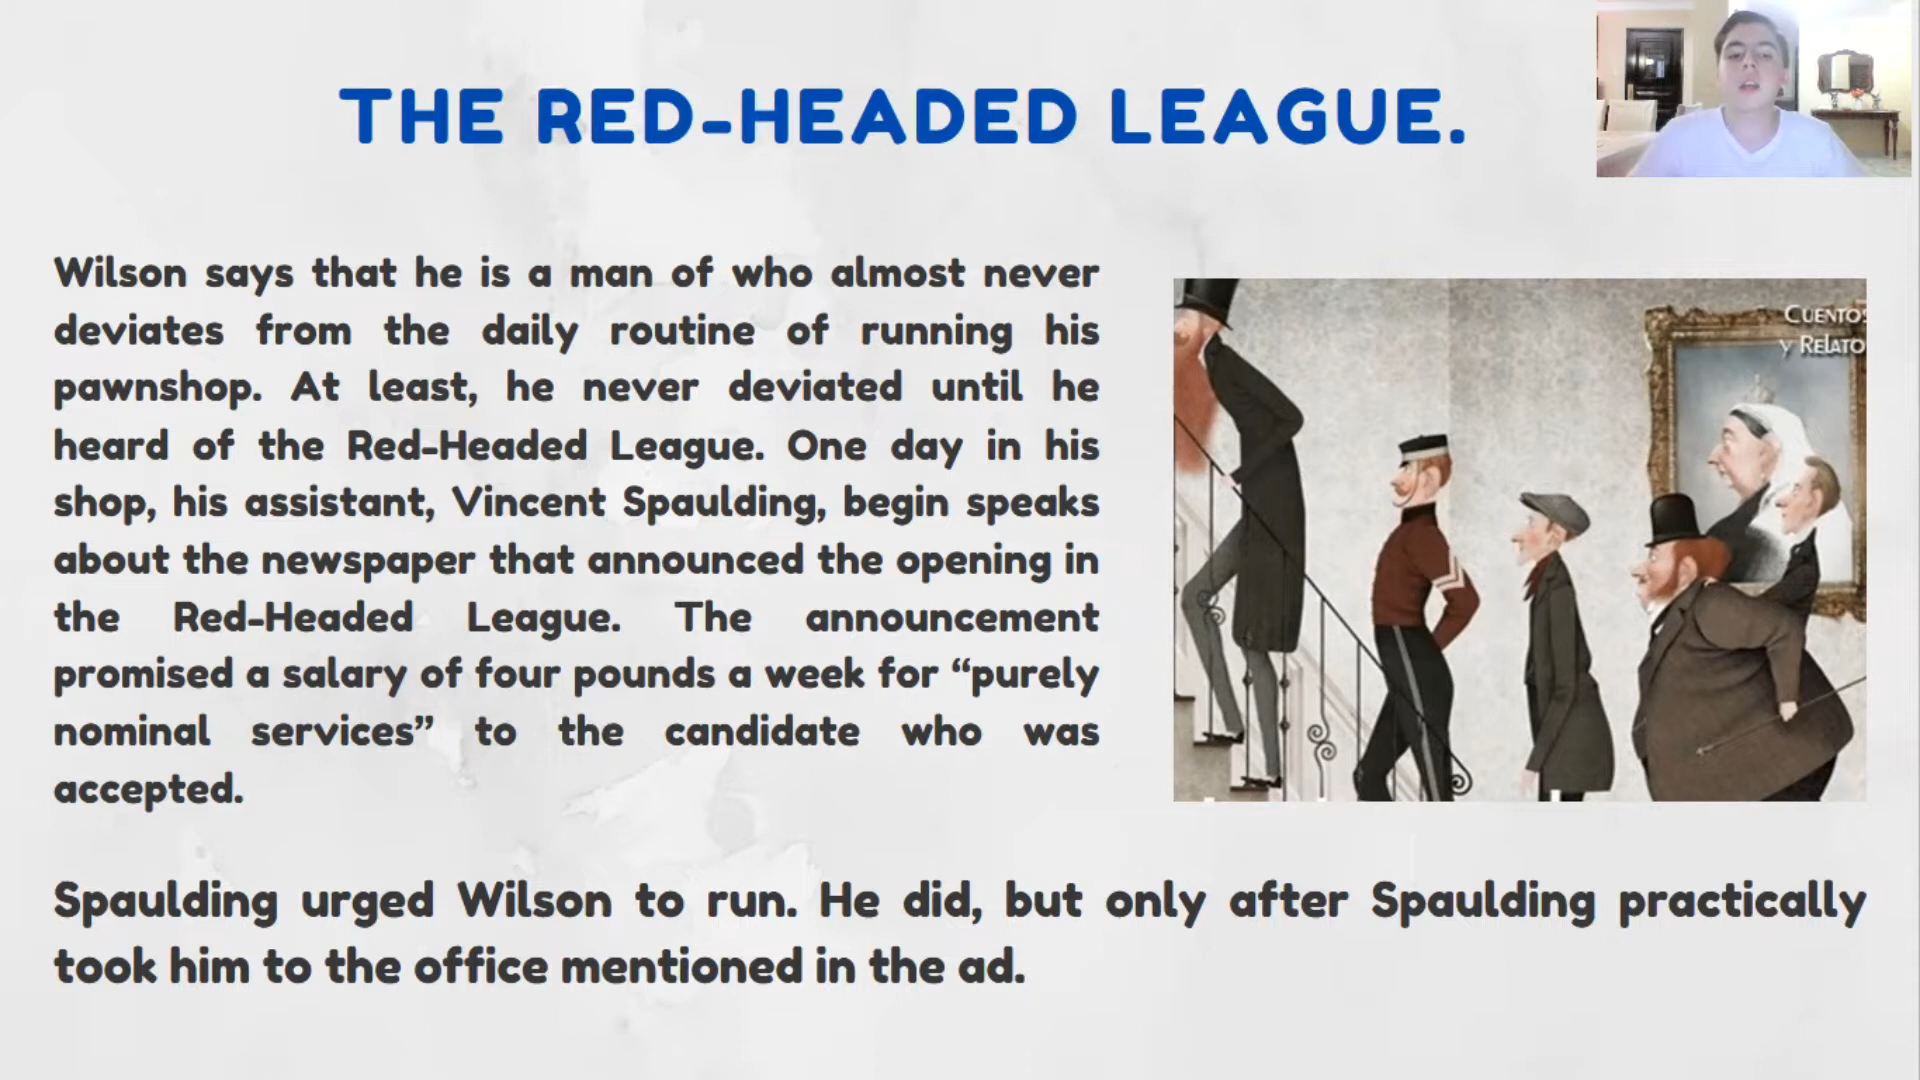 THE RED-HEADED LEAGUE.
Wilson says that he is a man of who almost never
deviates from the daily routine of running his
pawnshop. At least, he never deviated until he
heard of the Red-Headed League. One day in his
shop, his assistant, Vincent Spaulding, begin speaks
about the newspaper that announced the opening in
the Red-Headed League. The announcement
promised a salary of four pounds a week for “purely
nominal services” to the candidate who was
accepted.
CUENTOS
y RELATO
Spaulding urged Wilson to run. He did, but only after Spaulding practically
took him to the office mentioned in the ad.